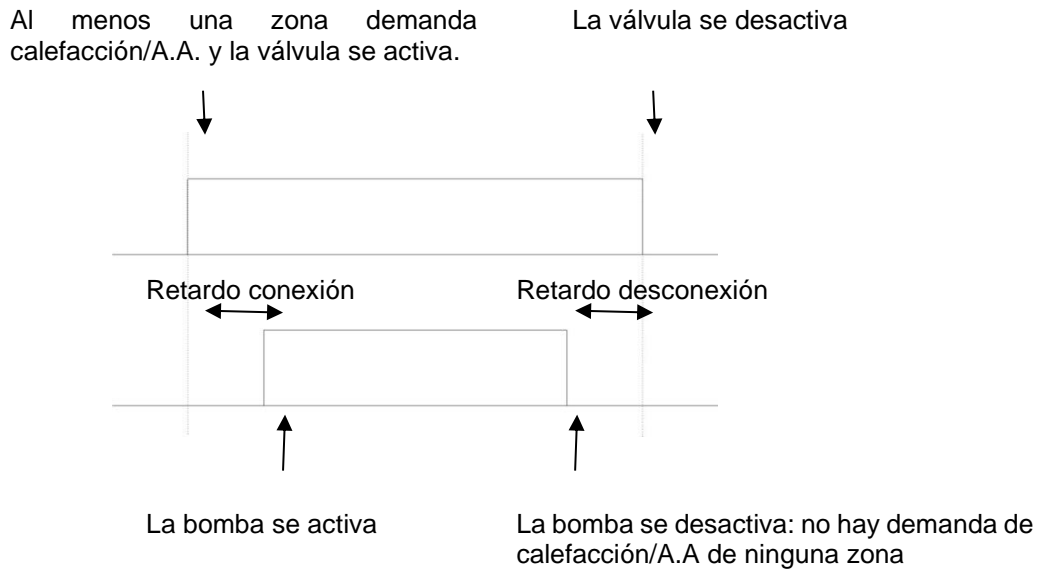 Al menos una zona demanda
calefacción/A.A. y la válvula se activa.
La válvula se desactiva
Retardo conexión
Retardo desconexión
La bomba se activa
La bomba se desactiva: no hay demanda de
calefacción/A.A de ninguna zona